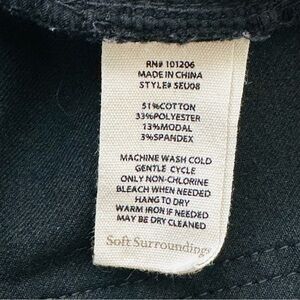 RN# 101206
MADE IN CHINA
STYLE# 5EU08
51%COTTON
33%POLYESTER
13%MODAL
3%SPANDEX
MACHINE WASH COLD
GENTLE CYCLE
ONLY NON-CHLORINE
BLEACH WHEN NEEDED
HANG TO DRY
WARM IRON IF NEEDED
MAY BE DRY CLEANED
Soft Surroundings